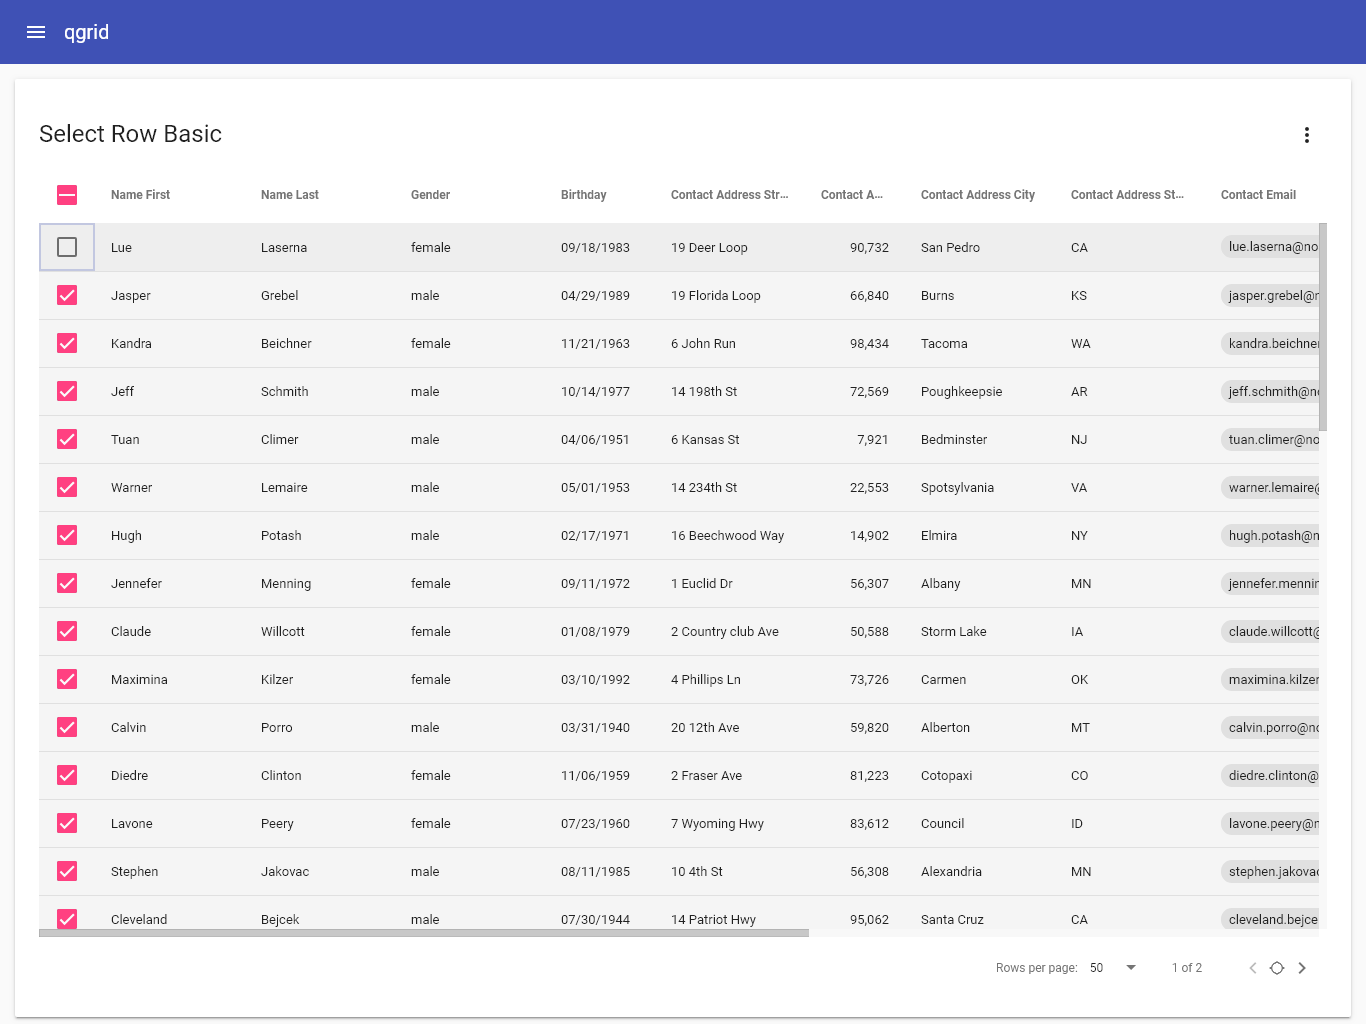 qgrid
Select Row Basic
Name First Name Last Gender Birthday Contact Address Str... Contact A... Contact Address City Contact Address St... Contact Email
Lue Laserna female 09/18/1983 19 Deer Loop 90,732 San Pedro CA lue.laserna@no
Jasper Grebel male 04/29/1989 19 Florida Loop 66,840 Burns KS jasper.grebel@n
Kandra Beichner female 11/21/1963 6 John Run 98,434 Tacoma WA kandra.beichner
Jeff Schmith male 10/14/1977 14 198th St 72,569 Poughkeepsie AR jeff.schmith@no
Tuan Climer male 04/06/1951 6 Kansas St 7,921 Bedminster NJ tuan.climer@no
Warner Lemaire male 05/01/1953 14 234th St 22,553 Spotsylvania VA warner.lemaire@
Hugh Potash male 02/17/1971 16 Beechwood Way 14,902 Elmira NY hugh.potash@n
Jennefer Menning female 09/11/1972 1 Euclid Dr 56,307 Albany MN jennefer.mennin
Claude Willcott female 01/08/1979 2 Country club Ave 50,588 Storm Lake IA claude.willcott@
Maximina Kilzer female 03/10/1992 4 Phillips Ln 73,726 Carmen OK maximina.kilzer
Calvin Porro male 03/31/1940 20 12th Ave 59,820 Alberton MT calvin.porro@no
Diedre Clinton female 11/06/1959 2 Fraser Ave 81,223 Cotopaxi CO diedre.clinton@
Lavone Peery female 07/23/1960 7 Wyoming Hwy 83,612 Council ID lavone.peery@n
Stephen Jakovac male 08/11/1985 10 4th St 56,308 Alexandria MN stephen.jakovac
Cleveland Bejcek male 07/30/1944 14 Patriot Hwy 95,062 Santa Cruz CA cleveland.bejce
Rows per page: 50 1 of 2